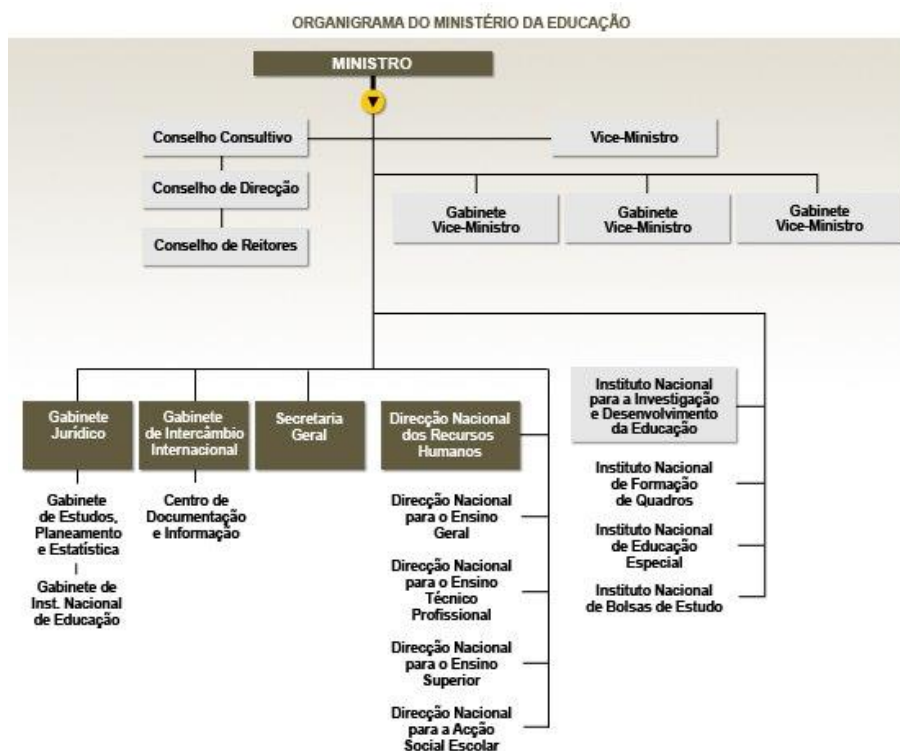 ORGANIGRAMA DO MINISTÉRIO DA EDUCAÇÃO
MINISTRO
Conselho Consultivo
Vice-Ministro
Conselho de Direcção
Conselho de Reitores
Gabinete
Vice-Ministro
Gabinete
Vice-Ministro
Gabinete
Vice-Ministro
Gabinete
Jurídico
Gabinete
de Intercâmbio
Internacional
Secretaria
Geral
Direcção Nacional
dos Recursos
Humanos
Instituto Nacional
para a Investigação
e Desenvolvimento
da Educação
Gabinete
de Estudos,
Planeamento
e Estatística
Gabinete de
Inst. Nacional
de Educação
Centro de
Documentação
e Informação
Direcção Nacional
para o Ensino
Geral
Direcção Nacional
para o Ensino
Técnico
Profissional
Direcção Nacional
para o Ensino
Superior
Direcção Nacional
para a Acção
Social Escolar
Instituto Nacional
de Formação
de Quadros
Instituto Nacional
de Educação
Especial
Instituto Nacional
de Bolsas de Estudo